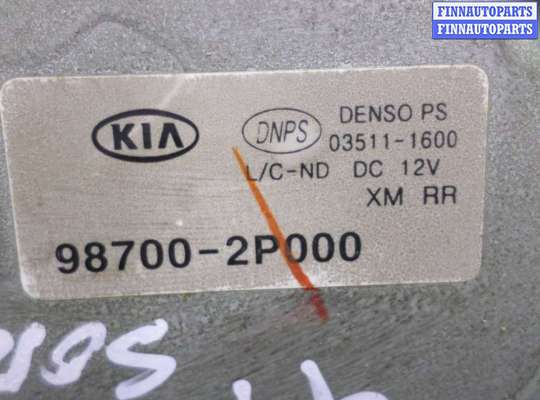 FINNAUTOPARTS
FINNAUTOPARTS
KIA
DNPS
DENSO PS
03511-1600
L/C-ND DC 12V
XM RR
98700-2P000